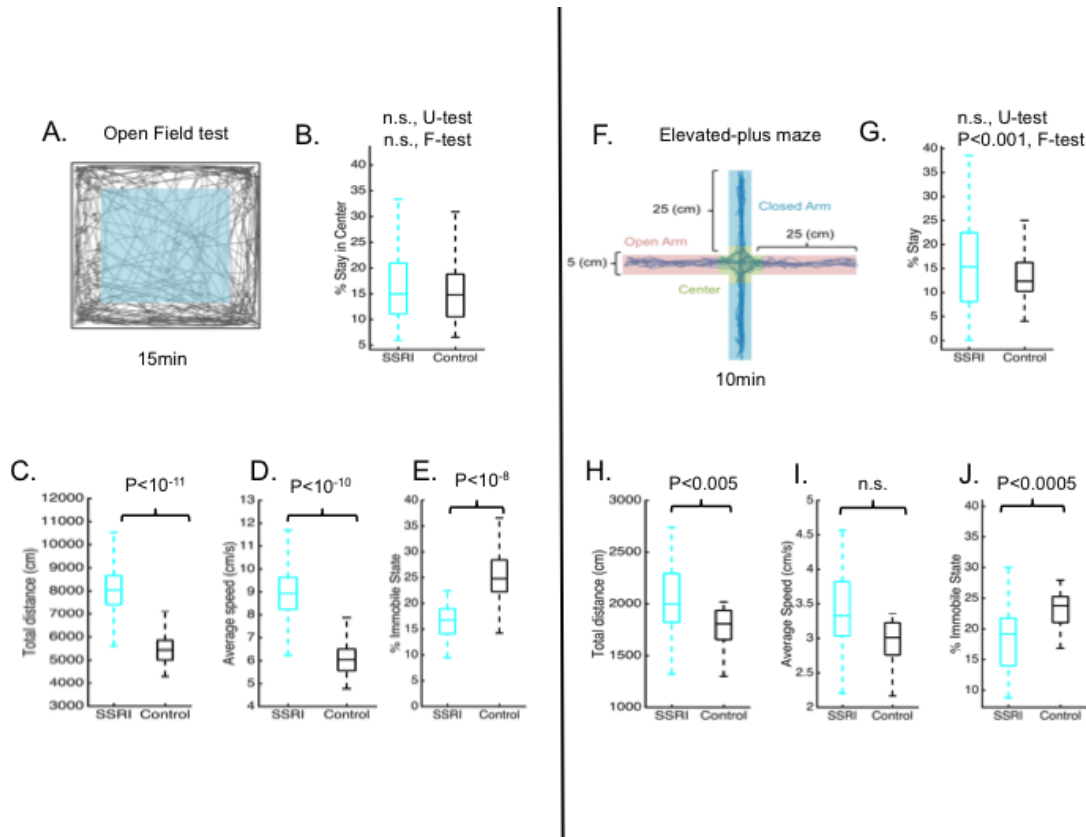 A.
Open Field test
15min
B.
n.s., U-test
n.s., F-test
% Stay in Center
40
35
30
25
20
15
10
5
SSRI Control
C.
P<10-11
Total distance (cm)
12000
11000
10000
9000
8000
7000
6000
5000
4000
3000
SSRI Control
D.
P<10-10
Average speed (cm/s)
13
12
11
10
9
8
7
6
5
4
SSRI Control
E.
P<10-8
% Immobile State
40
35
30
25
20
15
10
5
0
SSRI Control
F.
Elevated-plus maze
25 (cm)
Closed Arm
Open Arm
25 (cm)
5 (cm)
Center
10min
G.
n.s., U-test
P<0.001, F-test
% Stay
40
35
30
25
20
15
10
5
0
SSRI Control
H.
P<0.005
Total distance (cm)
3000
2500
2000
1500
1000
SSRI Control
I.
n.s.
Average Speed (cm/s)
5
4.5
4
3.5
3
2.5
2
SSRI Control
J.
P<0.0005
% Immobile State
40
35
30
25
20
15
10
SSRI Control